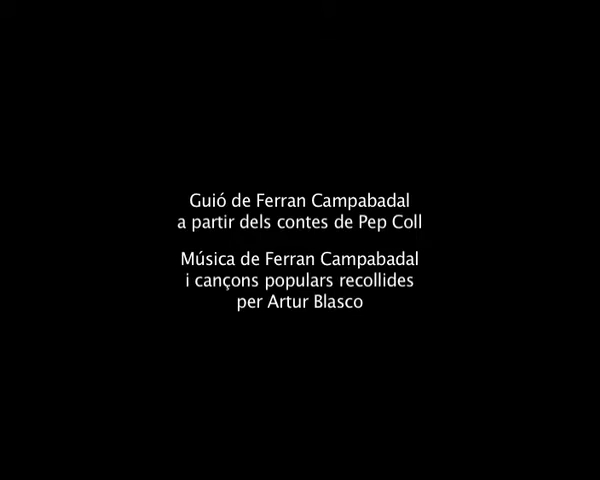 Guió de Ferran Campabadal
a partir dels contes de Pep Coll
Música de Ferran Campabadal
i cançons populars recollides
per Artur Blasco